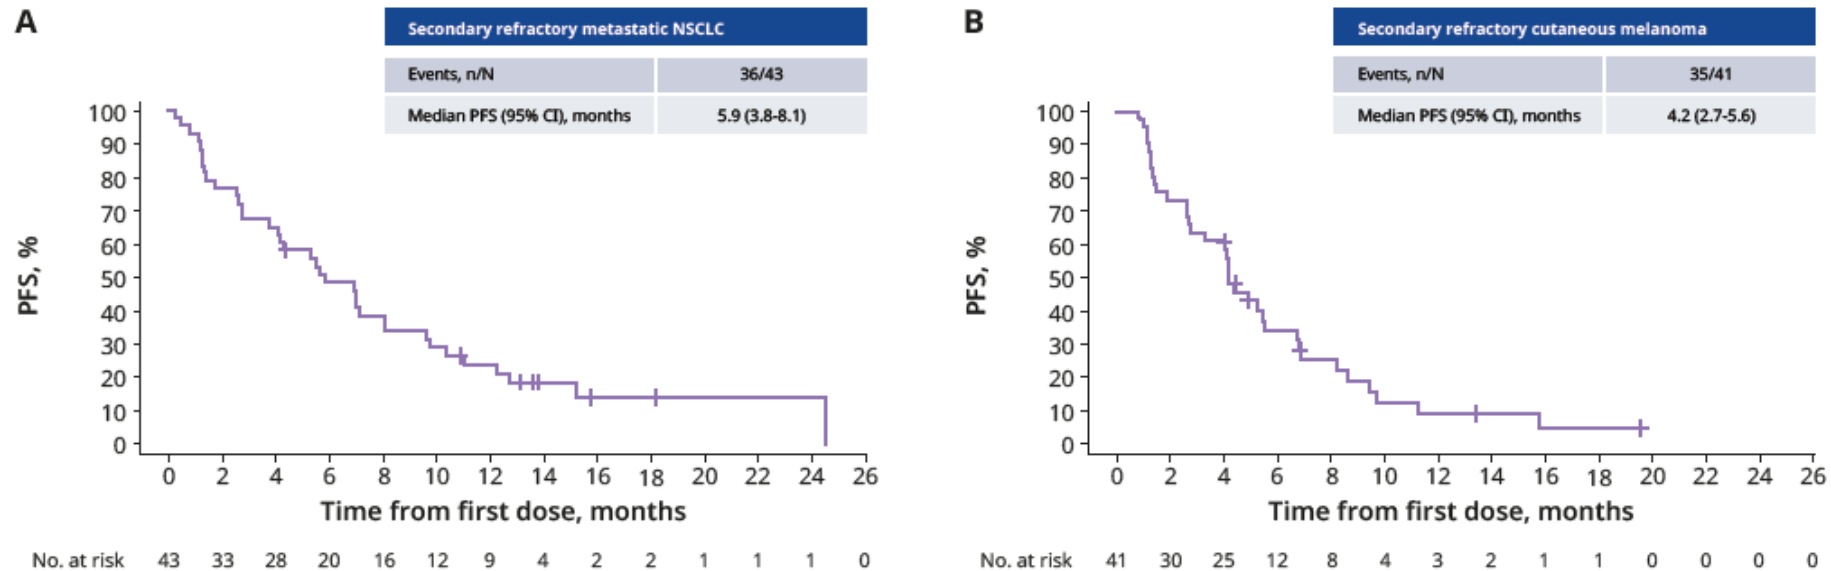 A
Secondary refractory metastatic NSCLC
Events, n/N 36/43
Median PFS (95% CI), months 5.9 (3.8-8.1)
PFS, %
100
90
80
70
60
50
40
30
20
10
0
0 2 4 6 8 10 12 14 16 18 20 22 24 26
Time from first dose, months
No. at risk 43 33 28 20 16 12 9 4 2 2 1 1 1 0
B
Secondary refractory cutaneous melanoma
Events, n/N 35/41
Median PFS (95% CI), months 4.2 (2.7-5.6)
PFS, %
100
90
80
70
60
50
40
30
20
10
0
0 2 4 6 8 10 12 14 16 18 20 22 24 26
Time from first dose, months
No. at risk 41 30 25 12 8 4 3 2 1 1 0 0 0 0